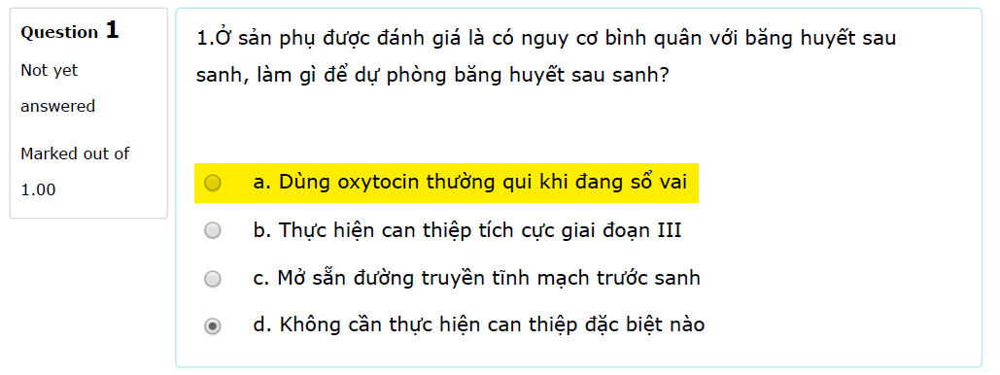 Question 1
Not yet
answered
Marked out of
1.00
1.Ở sản phụ được đánh giá là có nguy cơ bình quân với băng huyết sau
sanh, làm gì để dự phòng băng huyết sau sanh?
a. Dùng oxytocin thường qui khi đang sổ vai
b. Thực hiện can thiệp tích cực giai đoạn III
c. Mở sẵn đường truyền tĩnh mạch trước sanh
d. Không cần thực hiện can thiệp đặc biệt nào